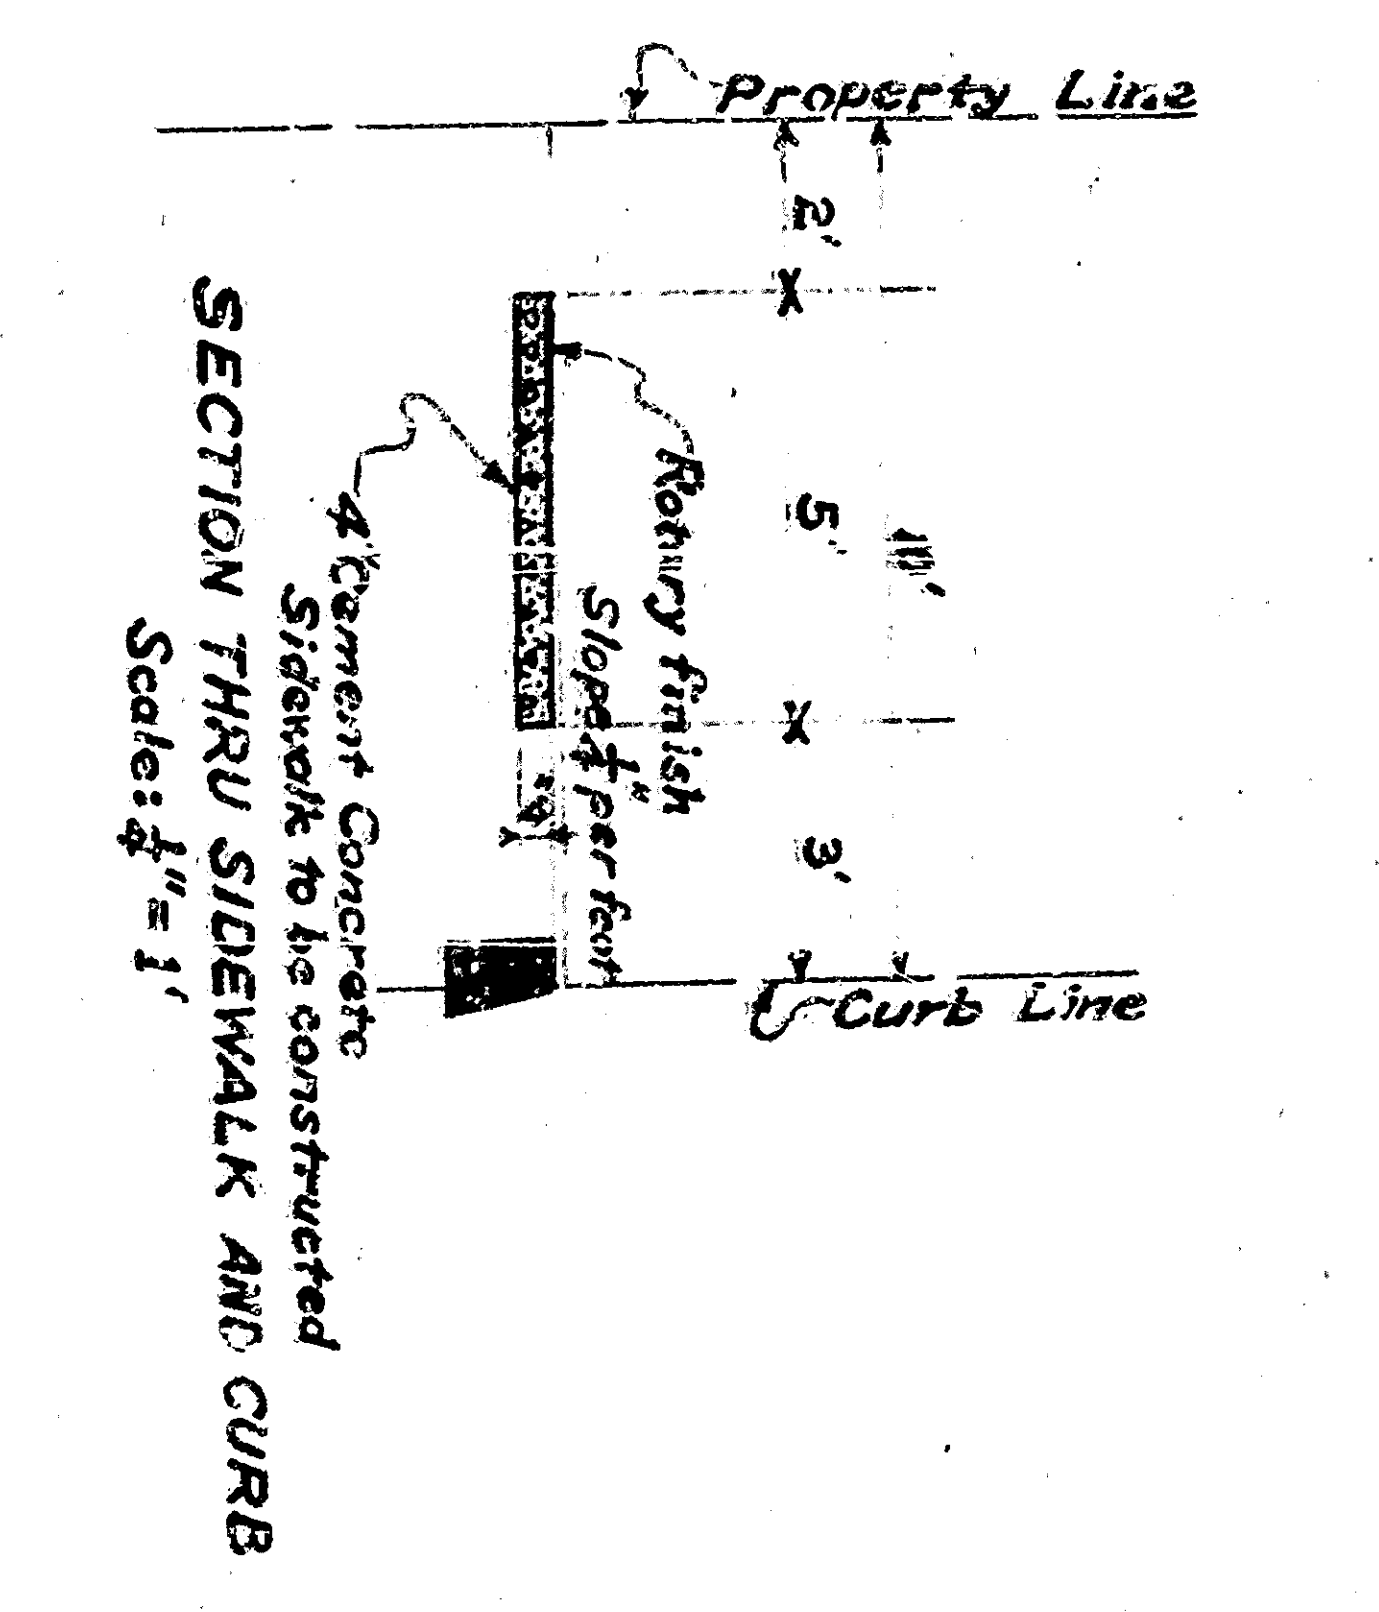 Property Line
2'
5'
10'
3'
Rotary finish
Slope 1/4" per foot
4"
4" Cement Concrete
Sidewalk to be constructed
Curb Line
SECTION THRU SIDEWALK AND CURB
Scale: 1/4" = 1'